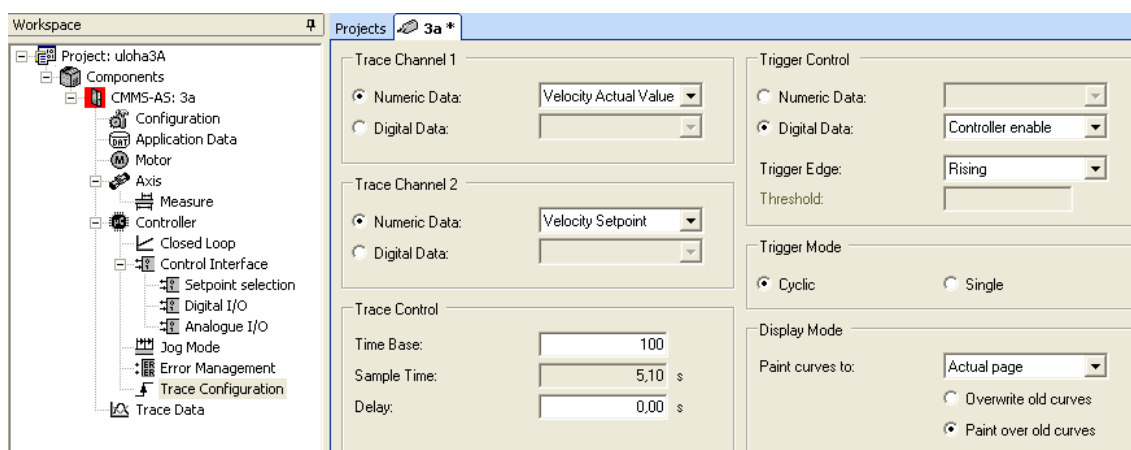 Workspace
Project: uloha3A
Components
CMMS-AS: 3a
Configuration
Application Data
Motor
Axis
Measure
Controller
Closed Loop
Control Interface
Setpoint selection
Digital I/O
Analogue I/O
Jog Mode
Error Management
Trace Configuration
Trace Data
Projects 3a *
Trace Channel 1
Numeric Data: Velocity Actual Value
Digital Data:
Trace Channel 2
Numeric Data: Velocity Setpoint
Digital Data:
Trace Control
Time Base: 100
Sample Time: 5,10 s
Delay: 0,00 s
Trigger Control
Numeric Data:
Digital Data: Controller enable
Trigger Edge: Rising
Threshold:
Trigger Mode
Cyclic Single
Display Mode
Paint curves to: Actual page
Overwrite old curves
Paint over old curves